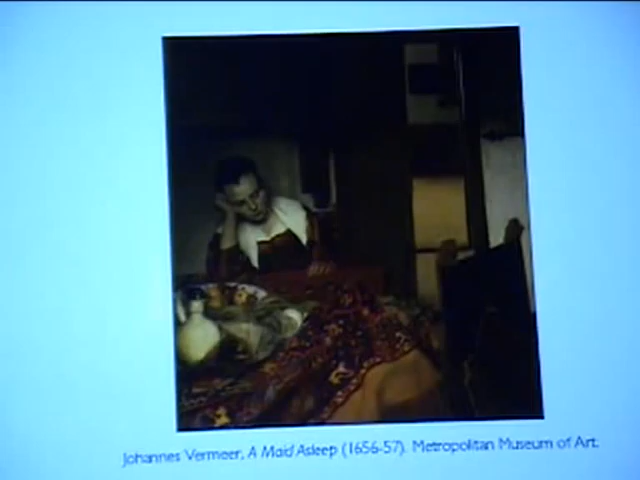 Johannes Vermeer, A Maid Asleep (1656-57). Metropolitan Museum of Art.